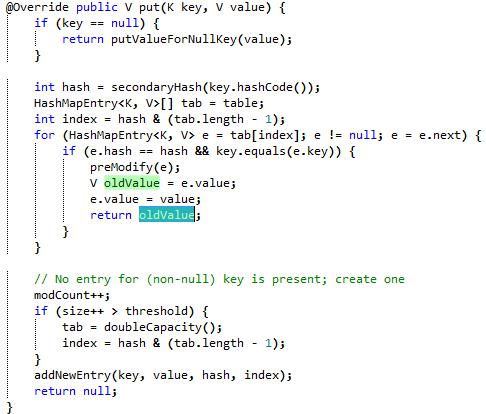 @Override public V put(K key, V value) {
    if (key == null) {
        return putValueForNullKey(value);
    }

    int hash = secondaryHash(key.hashCode());
    HashMapEntry<K, V>[] tab = table;
    int index = hash & (tab.length - 1);
    for (HashMapEntry<K, V> e = tab[index]; e != null; e = e.next) {
        if (e.hash == hash && key.equals(e.key)) {
            preModify(e);
            V oldValue = e.value;
            e.value = value;
            return oldValue;
        }
    }

    // No entry for (non-null) key is present; create one
    modCount++;
    if (size++ > threshold) {
        tab = doubleCapacity();
        index = hash & (tab.length - 1);
    }
    addNewEntry(key, value, hash, index);
    return null;
}